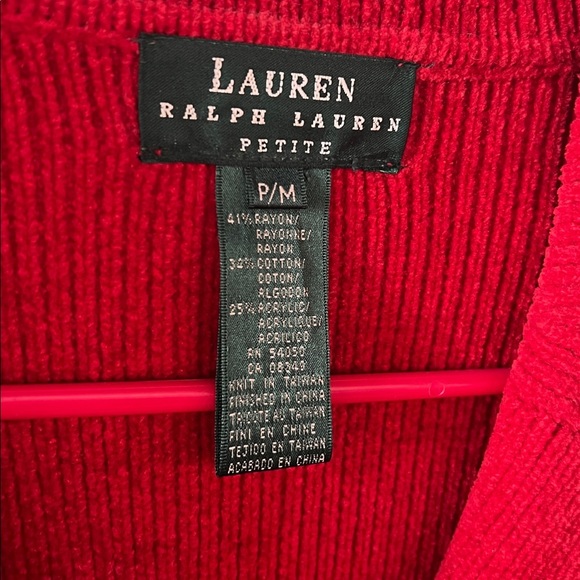 LAUREN
RALPH LAUREN
PETITE
P/M
41% RAYON/
RAYONNE/
RAYON
34% COTTON/
COTON/
ALGODON
25% ACRYLIC/
ACRYLIQUE/
ACRILICO
RN 54050
CA 08349
KNIT IN TAIWAN
FINISHED IN CHINA
TRICOTE AU TAIWAN
FINI EN CHINE
TEJIDO EN TAIWAN
ACABADO EN CHINA